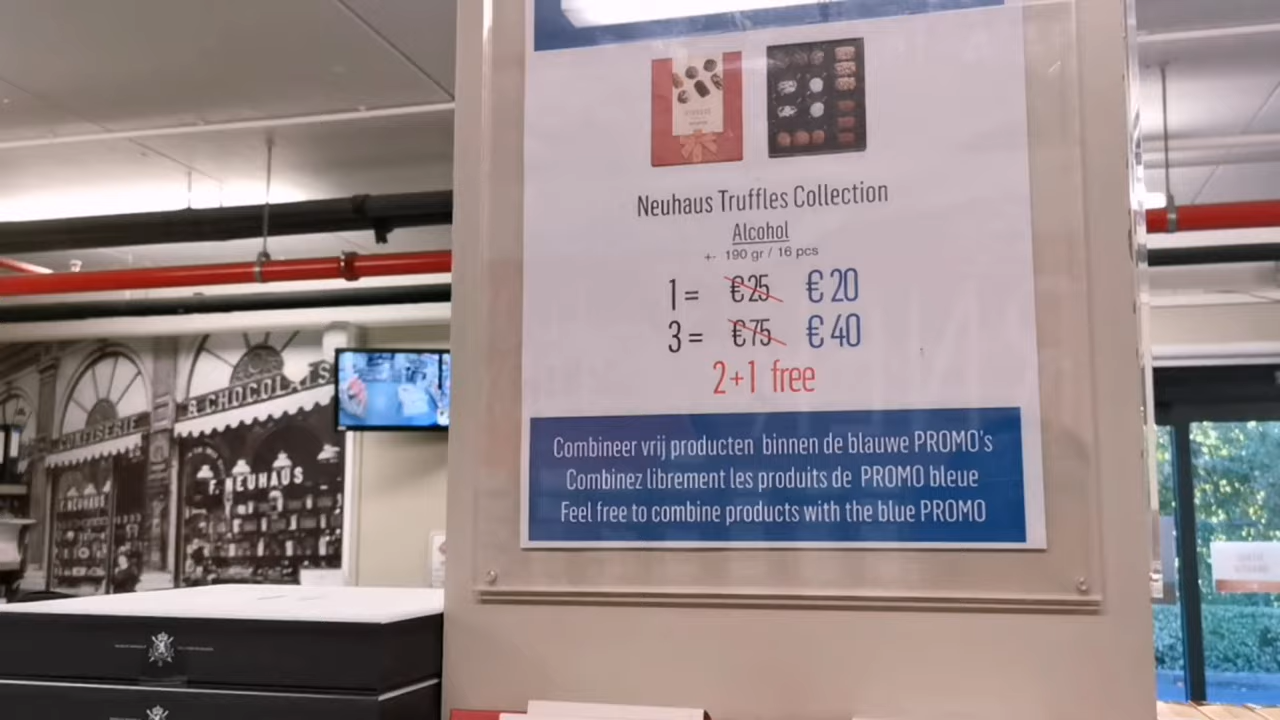 Neuhaus Truffles Collection
Alcohol
+- 190 gr / 16 pcs
1 = €25 € 20
3 = €75 € 40
2+1 free
Combineer vrij producten binnen de blauwe PROMO's
Combinez librement les produits de PROMO bleue
Feel free to combine products with the blue PROMO
CONFISERIE
& CHOCOLATS
F. NEUHAUS
F. NEUHAUS